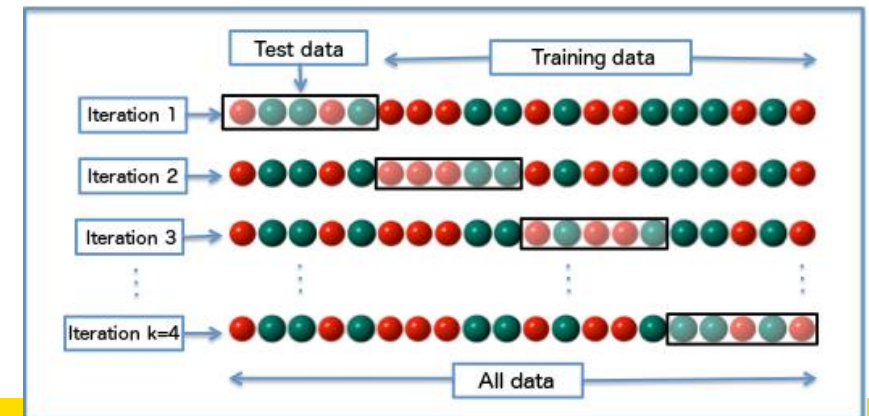 Test data
Training data
Iteration 1
Iteration 2
Iteration 3
Iteration k=4
All data